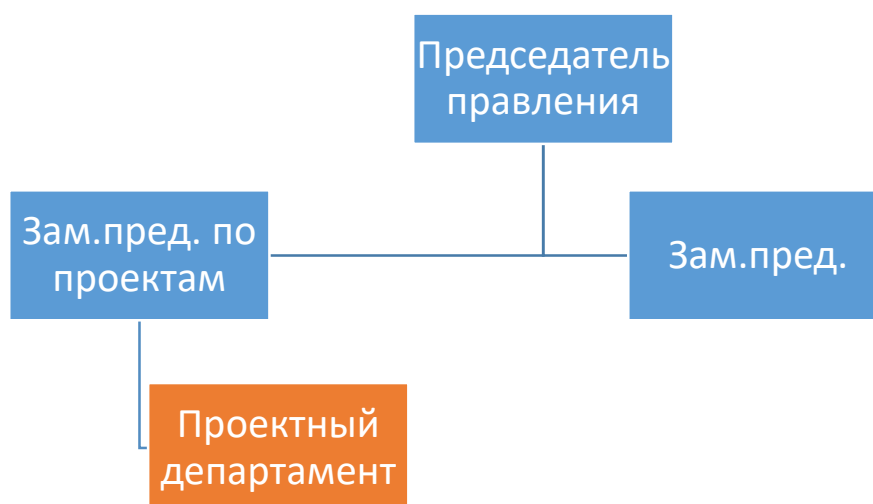 Председатель
правления
Зам.пред. по
проектам
Зам.пред.
Проектный
департамент